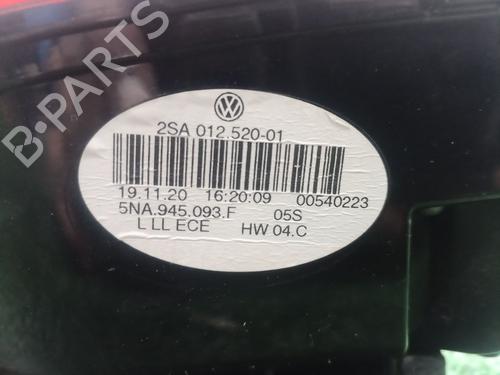 B-PARTS
2SA 012.520-01
19.11.20 16:20:09 00540223
5NA.945.093.F 05S
L LL ECE HW 04.C